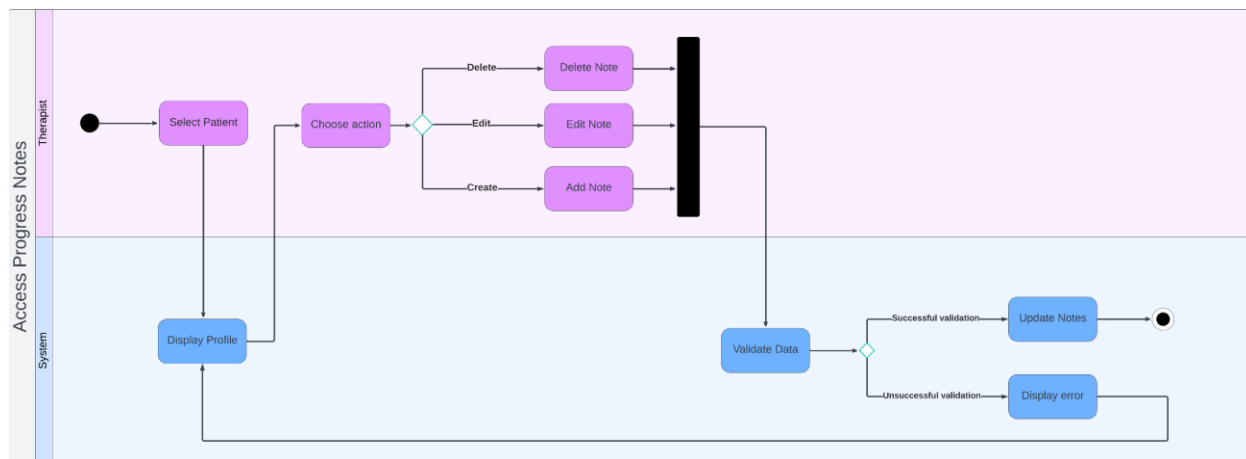 Access Progress Notes
Therapist
Select Patient
Choose action
Delete
Delete Note
Edit
Edit Note
Create
Add Note
System
Display Profile
Validate Data
Successful validation
Update Notes
Unsuccessful validation
Display error